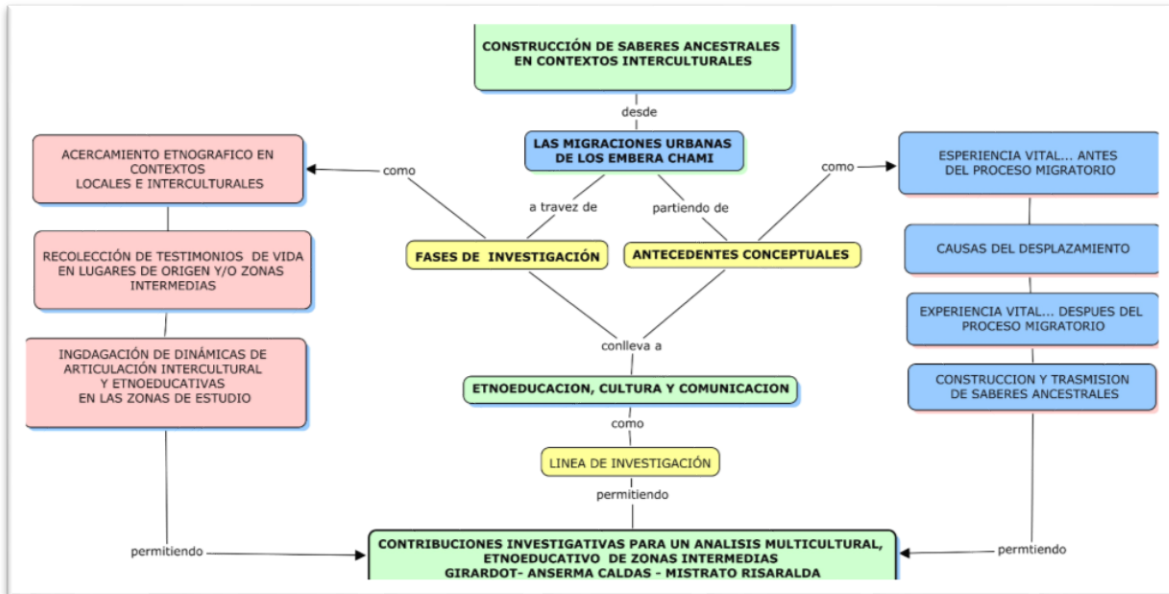 CONSTRUCCIÓN DE SABERES ANCESTRALES
EN CONTEXTOS INTERCULTURALES
desde
LAS MIGRACIONES URBANAS
DE LOS EMBERA CHAMI
a travez de
partiendo de
FASES DE INVESTIGACIÓN
ANTECEDENTES CONCEPTUALES
como
ACERCAMIENTO ETNOGRAFICO EN
CONTEXTOS
LOCALES E INTERCULTURALES
RECOLECCIÓN DE TESTIMONIOS DE VIDA
EN LUGARES DE ORIGEN Y/O ZONAS
INTERMEDIAS
INGDAGACIÓN DE DINÁMICAS DE
ARTICULACIÓN INTERCULTURAL
Y ETNOEDUCATIVAS
EN LAS ZONAS DE ESTUDIO
permitiendo
como
ESPERIENCIA VITAL... ANTES
DEL PROCESO MIGRATORIO
CAUSAS DEL DESPLAZAMIENTO
EXPERIENCIA VITAL... DESPUES DEL
PROCESO MIGRATORIO
CONSTRUCCION Y TRASMISION
DE SABERES ANCESTRALES
permtiendo
conlleva a
ETNOEDUCACION, CULTURA Y COMUNICACION
como
LINEA DE INVESTIGACIÓN
permitiendo
CONTRIBUCIONES INVESTIGATIVAS PARA UN ANALISIS MULTICULTURAL,
ETNOEDUCATIVO DE ZONAS INTERMEDIAS
GIRARDOT- ANSERMA CALDAS - MISTRATO RISARALDA